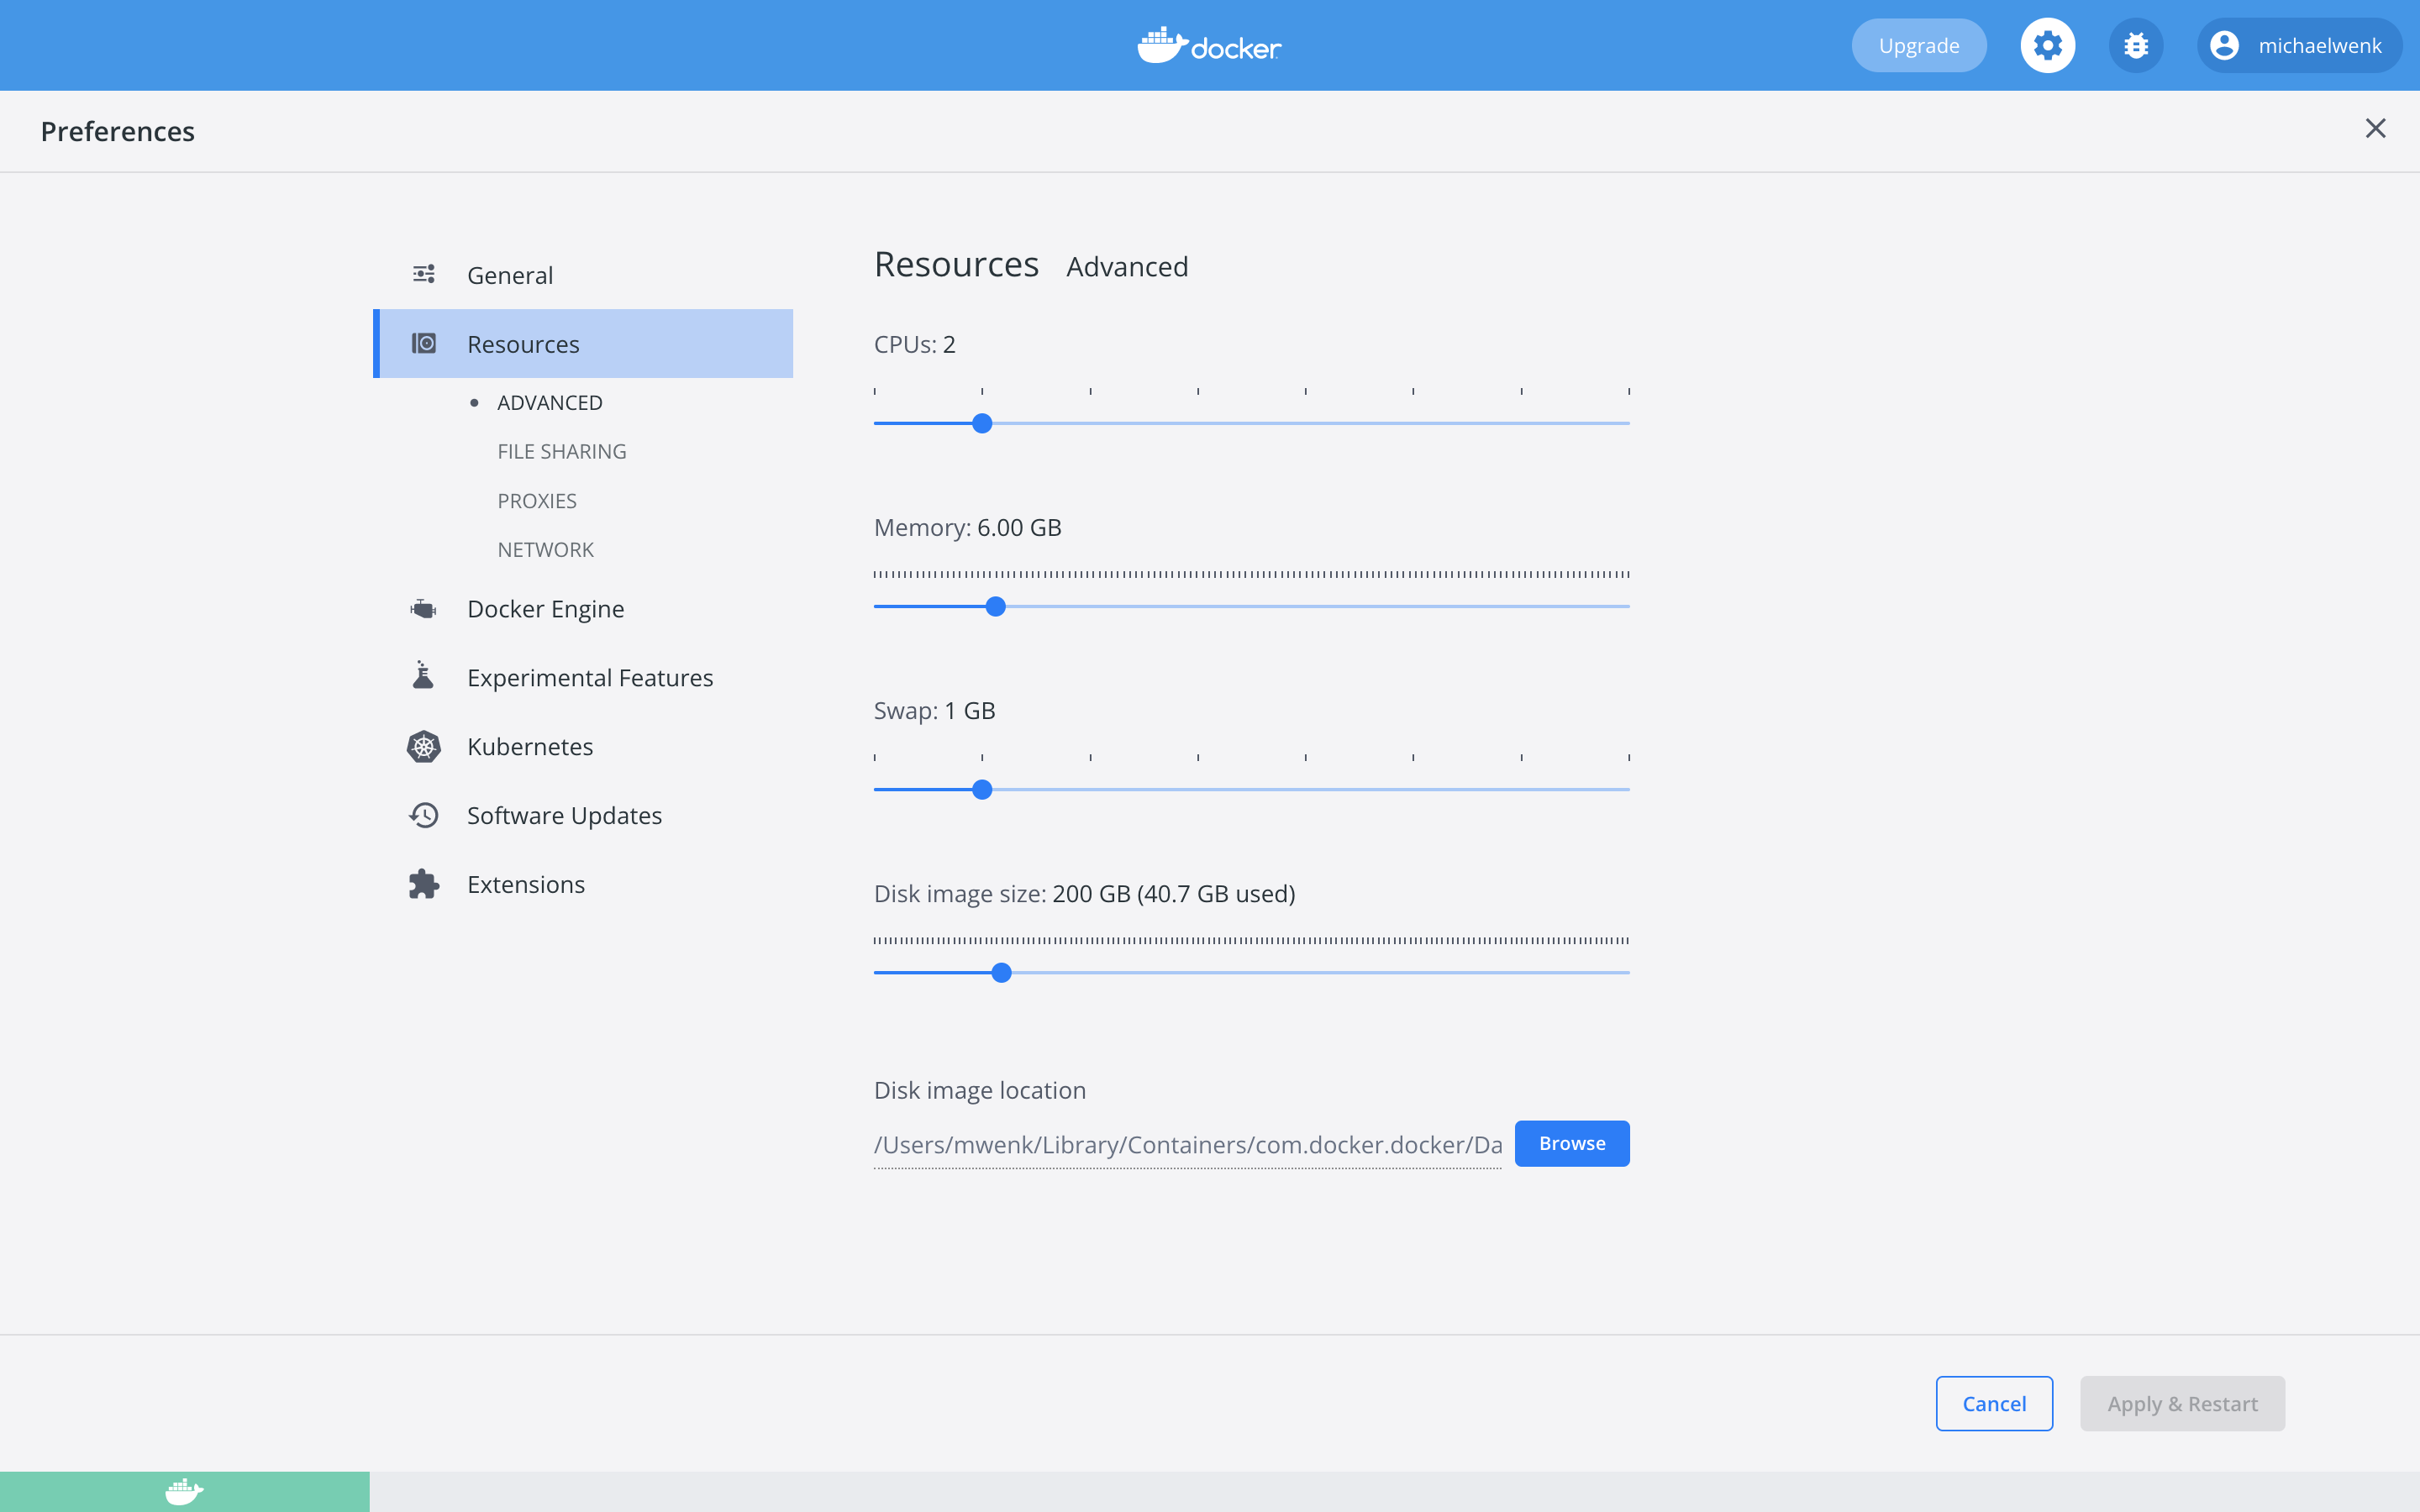 docker
Upgrade
michaelwenk
Preferences
General
Resources
ADVANCED
FILE SHARING
PROXIES
NETWORK
Docker Engine
Experimental Features
Kubernetes
Software Updates
Extensions
Resources Advanced
CPUs: 2
Memory: 6.00 GB
Swap: 1 GB
Disk image size: 200 GB (40.7 GB used)
Disk image location
/Users/mwenk/Library/Containers/com.docker.docker/Da
Browse
Cancel
Apply & Restart